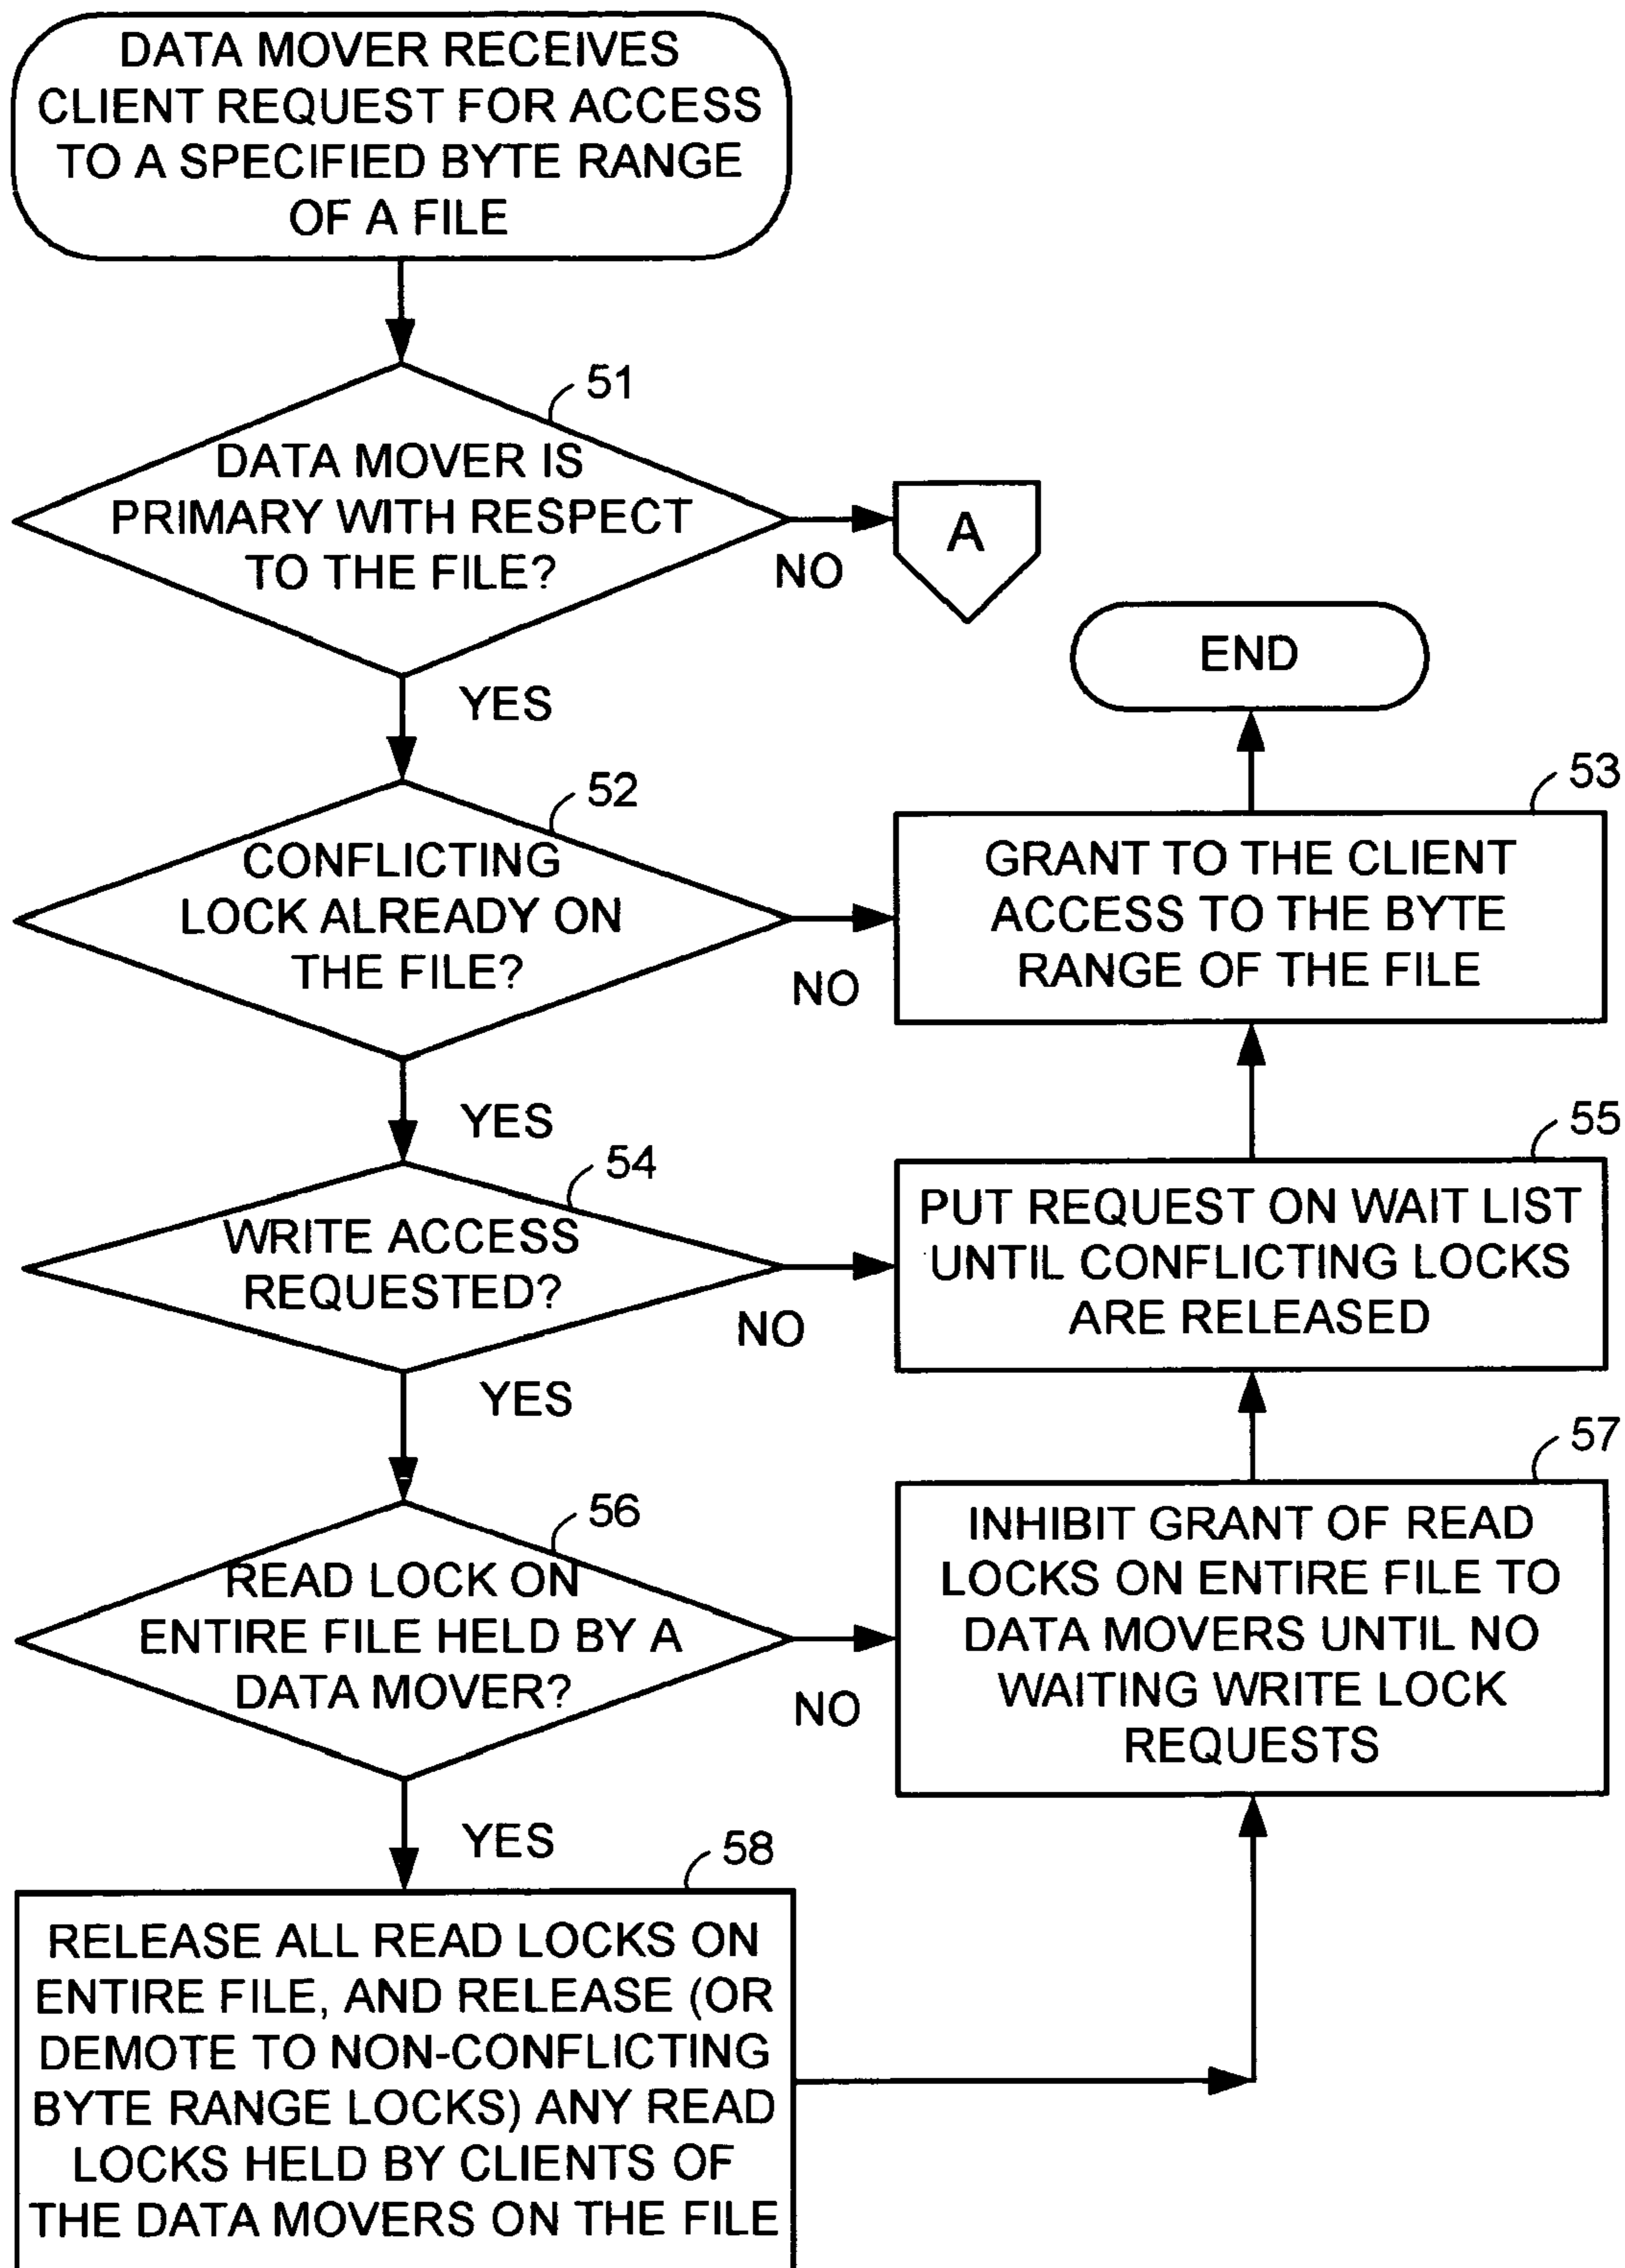 DATA MOVER RECEIVES
CLIENT REQUEST FOR ACCESS
TO A SPECIFIED BYTE RANGE
OF A FILE
51
DATA MOVER IS
PRIMARY WITH RESPECT
TO THE FILE?
NO
A
YES
END
52
CONFLICTING
LOCK ALREADY ON
THE FILE?
NO
53
GRANT TO THE CLIENT
ACCESS TO THE BYTE
RANGE OF THE FILE
YES
54
WRITE ACCESS
REQUESTED?
NO
55
PUT REQUEST ON WAIT LIST
UNTIL CONFLICTING LOCKS
ARE RELEASED
YES
56
READ LOCK ON
ENTIRE FILE HELD BY A
DATA MOVER?
NO
57
INHIBIT GRANT OF READ
LOCKS ON ENTIRE FILE TO
DATA MOVERS UNTIL NO
WAITING WRITE LOCK
REQUESTS
YES
58
RELEASE ALL READ LOCKS ON
ENTIRE FILE, AND RELEASE (OR
DEMOTE TO NON-CONFLICTING
BYTE RANGE LOCKS) ANY READ
LOCKS HELD BY CLIENTS OF
THE DATA MOVERS ON THE FILE